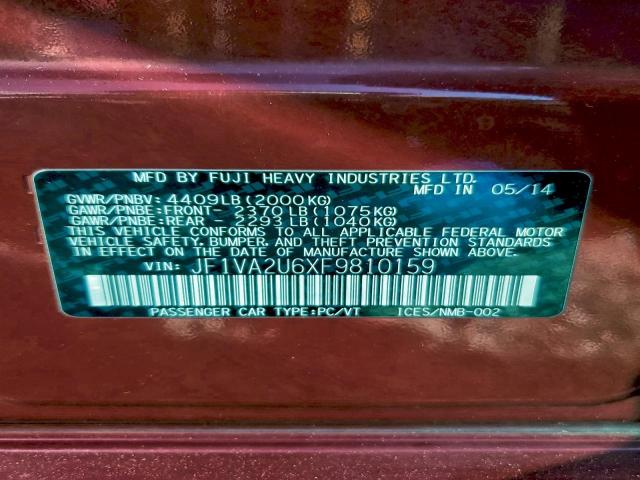 MFD BY FUJI HEAVY INDUSTRIES LTD.
MFD IN 05/14
GVWR/PNBV: 4409LB(2000KG)
GAWR/PNBE:FRONT- 2370LB(1075KG)
GAWR/PNBE:REAR -2293LB(1040KG)
THIS VEHICLE CONFORMS TO ALL APPLICABLE FEDERAL MOTOR
VEHICLE SAFETY, BUMPER, AND THEFT PREVENTION STANDARDS
IN EFFECT ON THE DATE OF MANUFACTURE SHOWN ABOVE.
VIN: JF1VA2U6XF9810159
PASSENGER CAR TYPE:PC/VT ICES/NMB-002